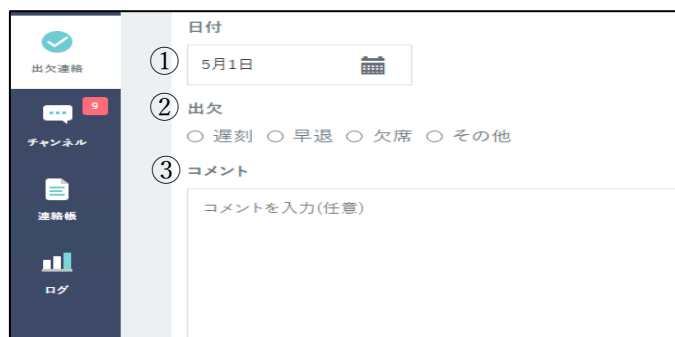 出欠連絡
9
チャンネル
連絡帳
ログ
日付
① 5月1日
② 出欠
遅刻 早退 欠席 その他
③ コメント
コメントを入力(任意)